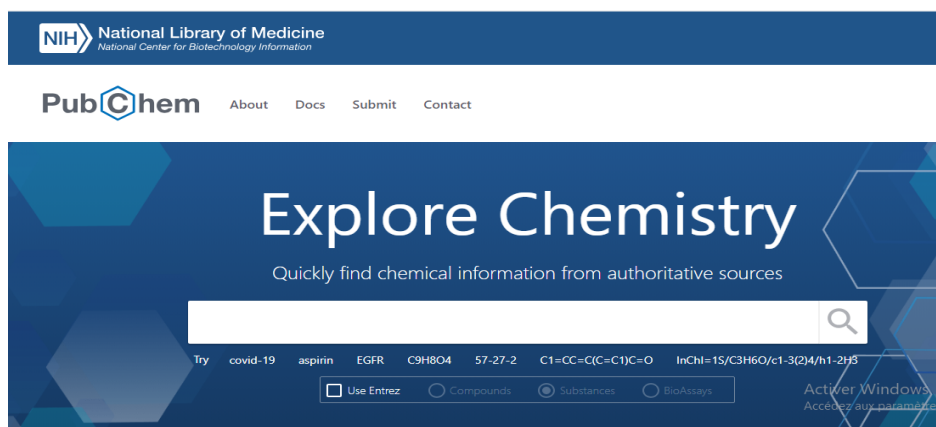 NIH National Library of Medicine
National Center for Biotechnology Information
PubChem About Docs Submit Contact
Explore Chemistry
Quickly find chemical information from authoritative sources
Try covid-19 aspirin EGFR C9H8O4 57-27-2 C1=CC=C(C=C1)C=O InChI=1S/C3H6O/c1-3(2)4/h1-2H3
Use Entrez Compounds Substances BioAssays
Activer Windows
Accédez aux paramètre